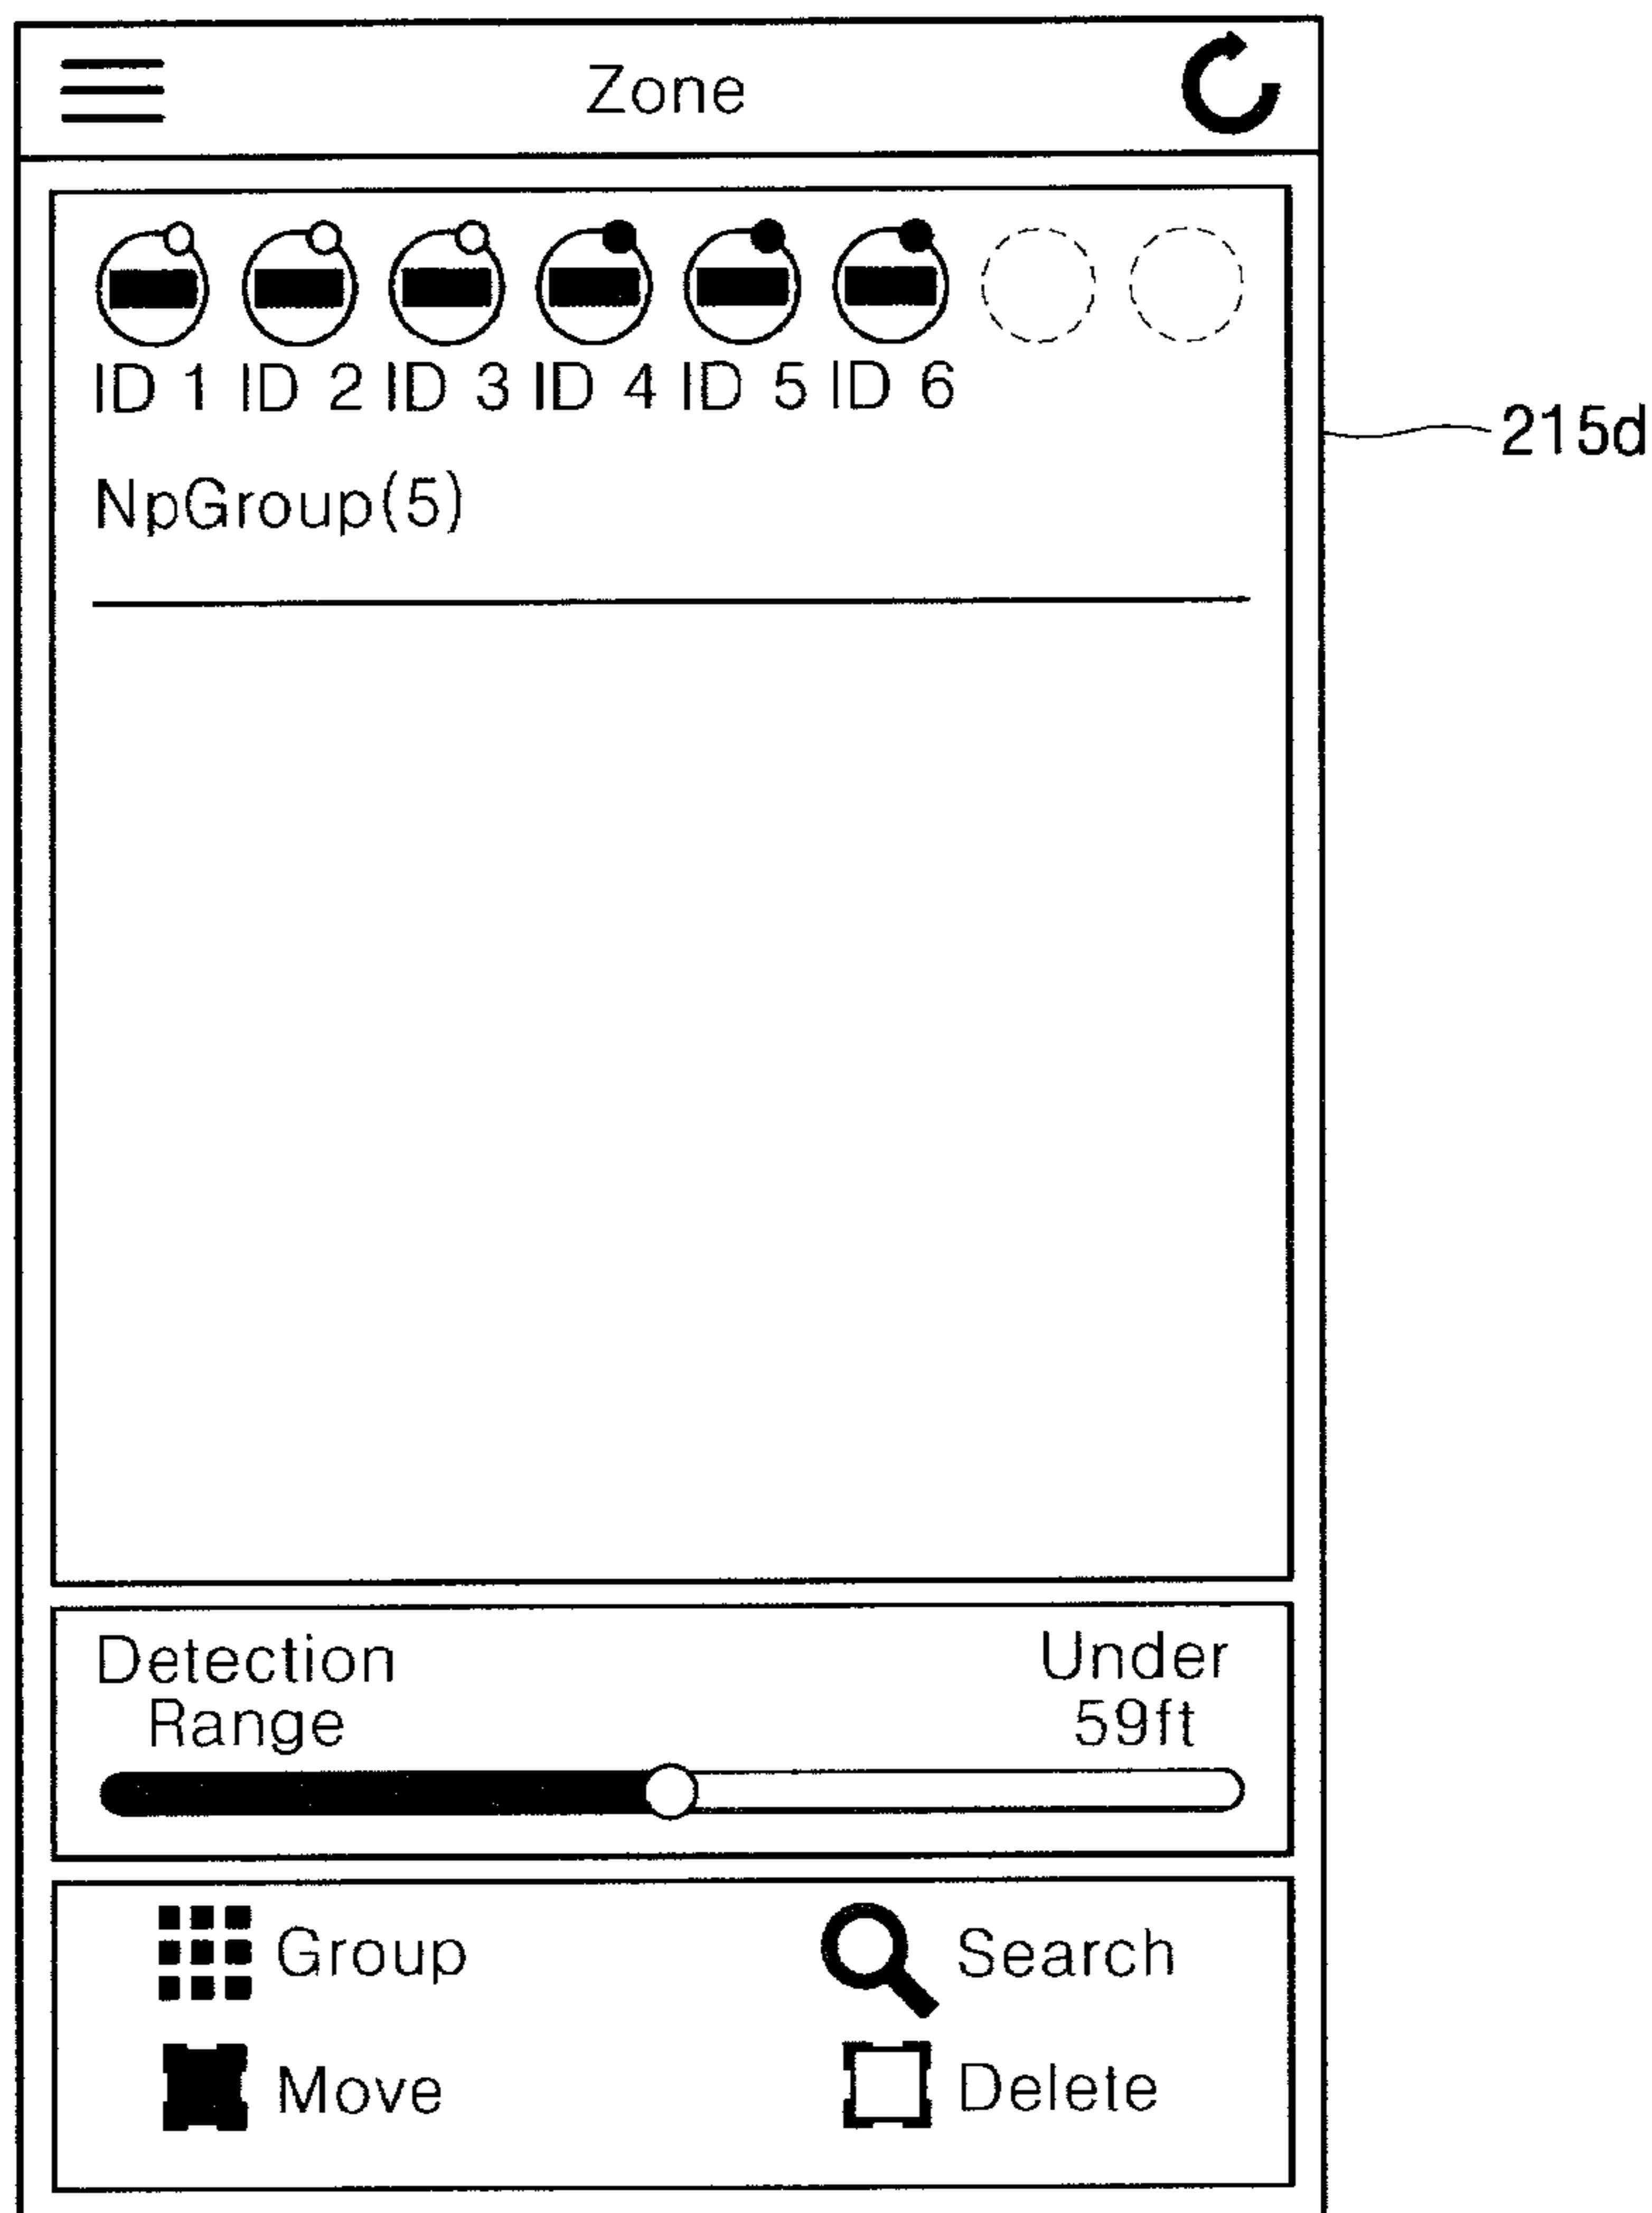 Zone
ID 1 ID 2 ID 3 ID 4 ID 5 ID 6
215d
NpGroup(5)
Detection
Range
Under
59ft
Group
Search
Move
Delete